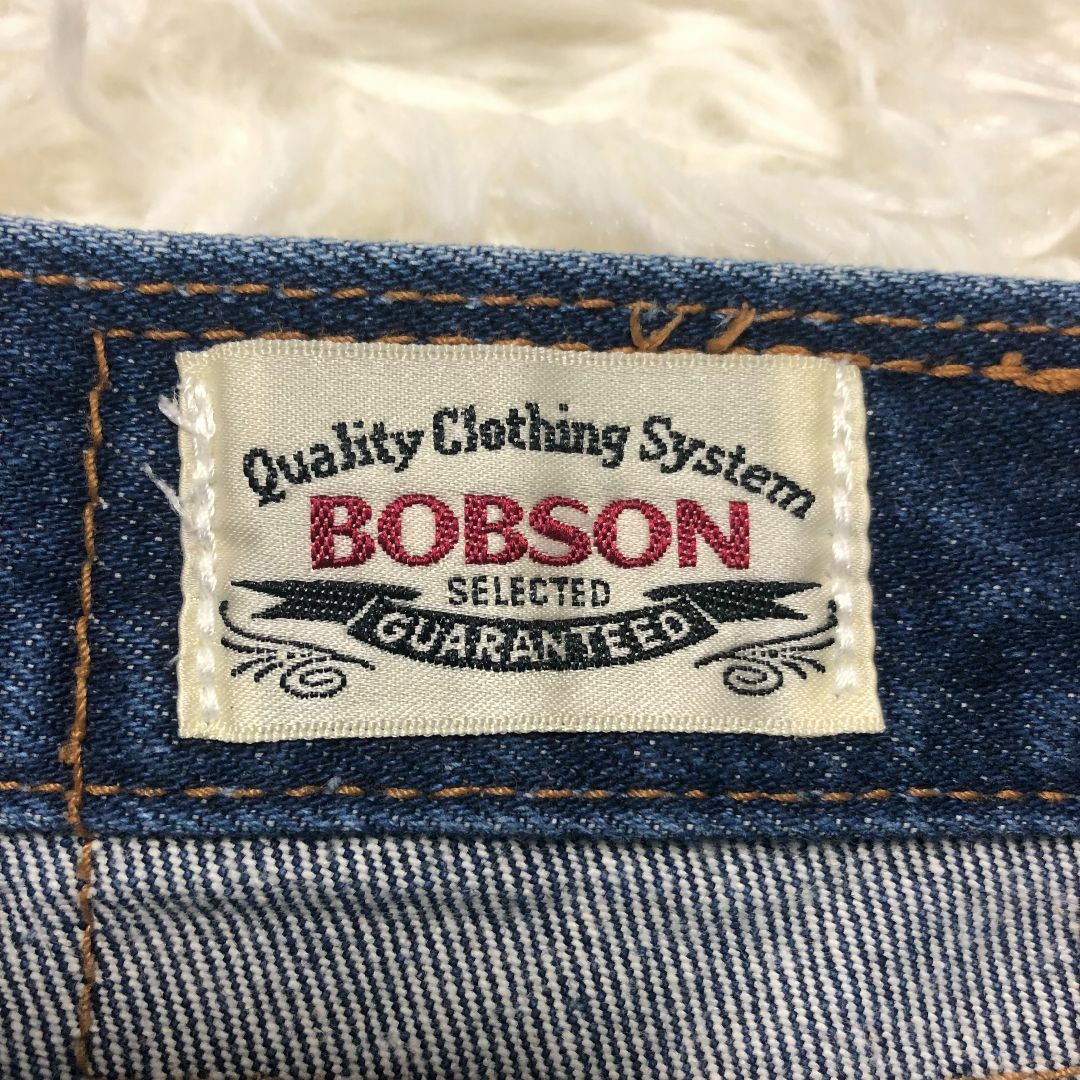 Quality Clothing System
BOBSON
SELECTED
GUARANTEED